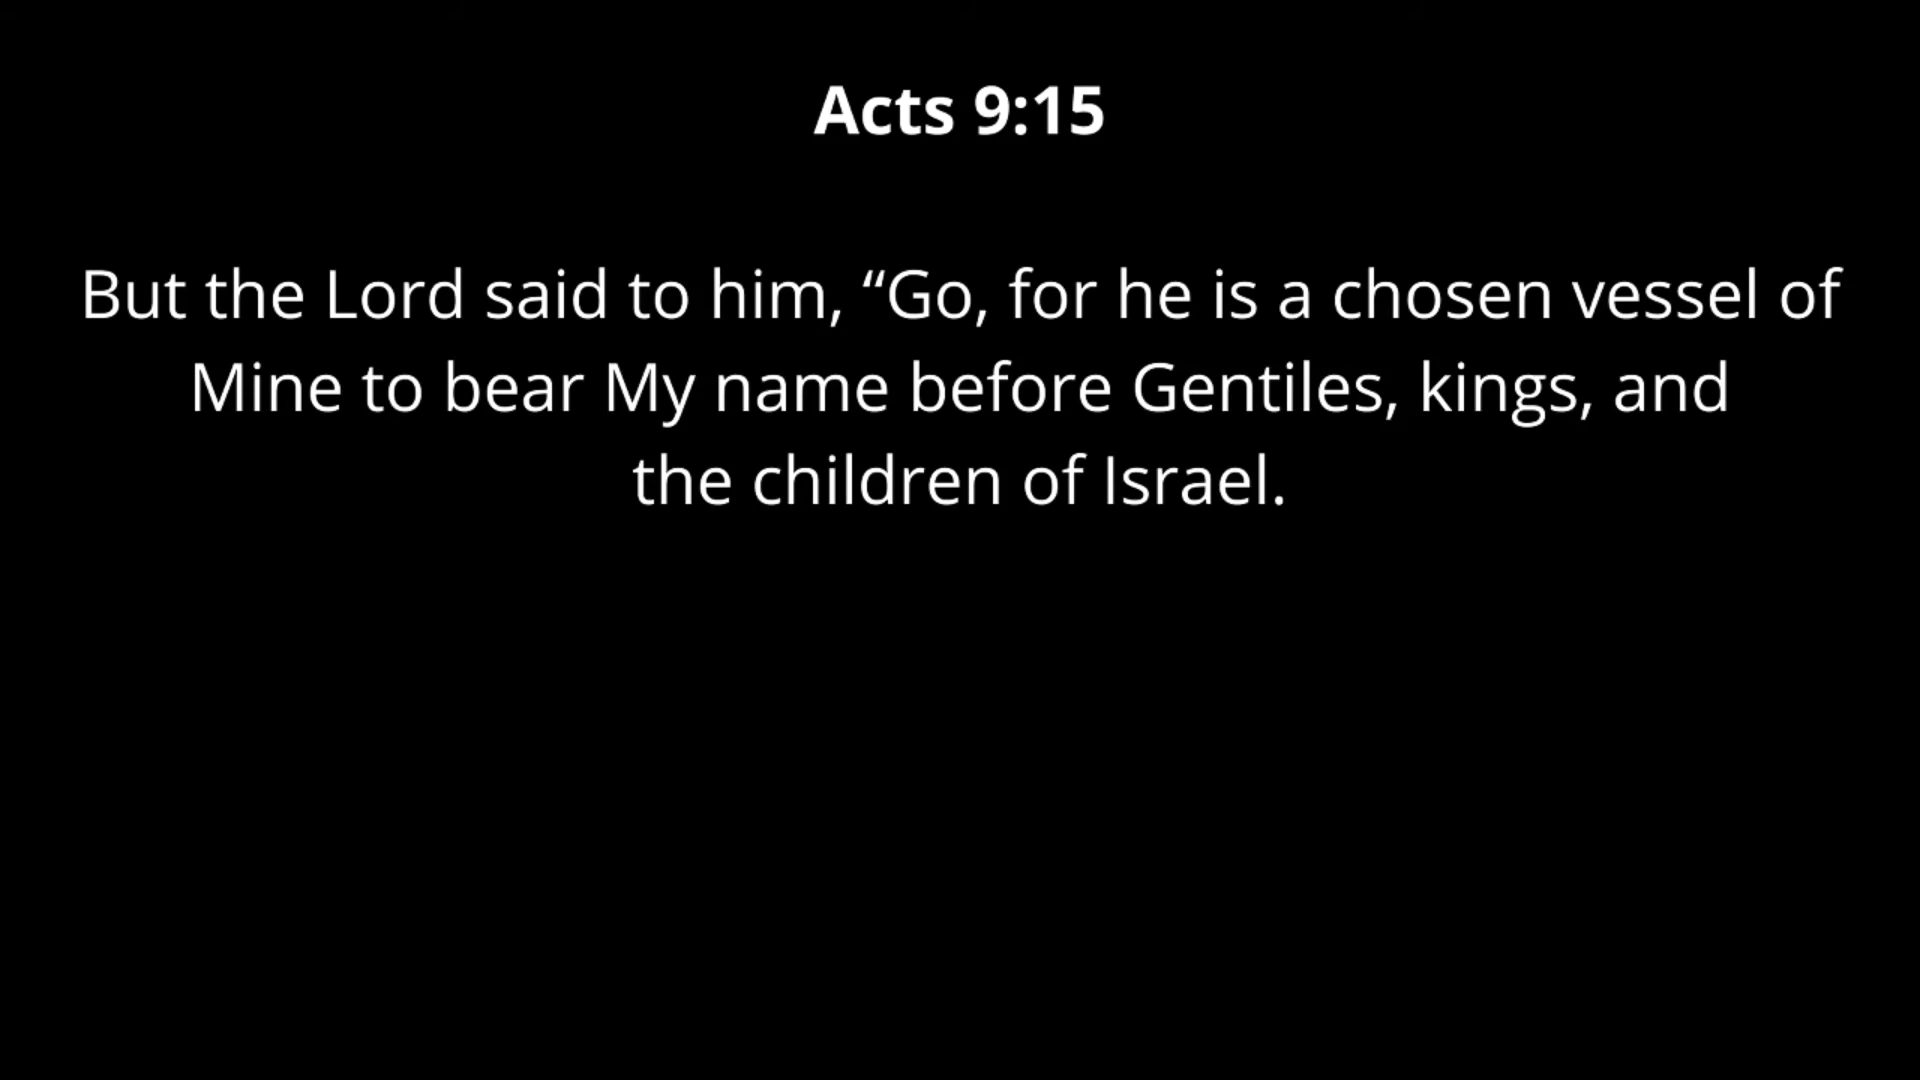 Acts 9:15
But the Lord said to him, “Go, for he is a chosen vessel of
Mine to bear My name before Gentiles, kings, and
the children of Israel.